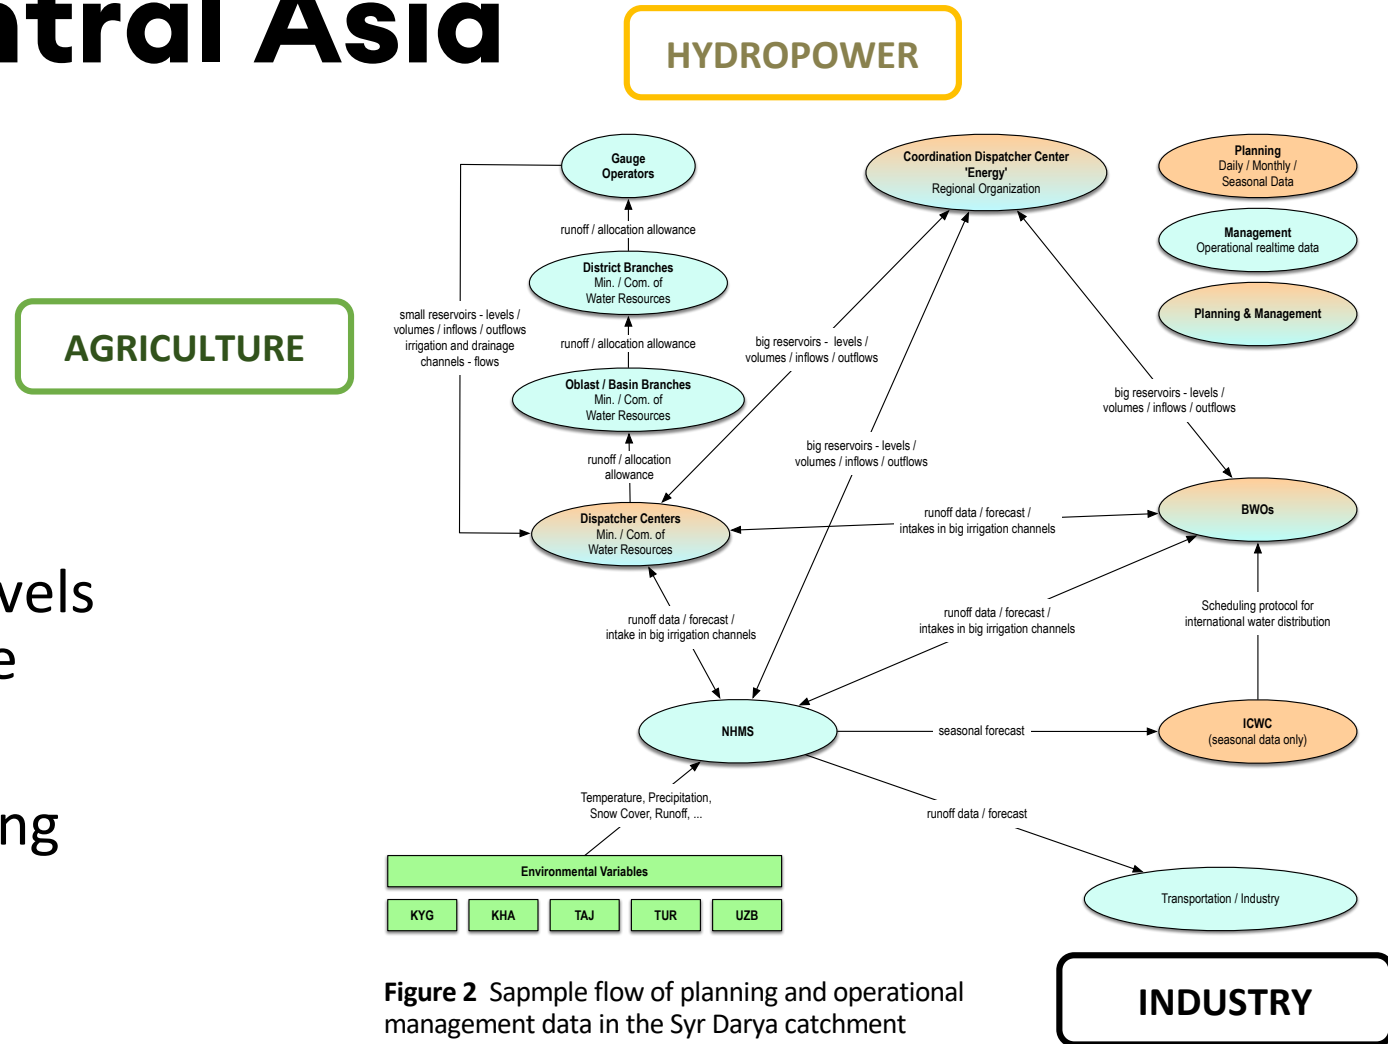 ntral Asia
HYDROPOWER
AGRICULTURE
vels
e
ng
Gauge
Operators
runoff / allocation allowance
District Branches
Min. / Com. of
Water Resources
runoff / allocation allowance
Oblast / Basin Branches
Min. / Com. of
Water Resources
runoff / allocation
allowance
Dispatcher Centers
Min. / Com. of
Water Resources
small reservoirs - levels /
volumes / inflows / outflows
irrigation and drainage
channels - flows
Coordination Dispatcher Center
'Energy'
Regional Organization
Planning
Daily / Monthly /
Seasonal Data
Management
Operational realtime data
Planning & Management
big reservoirs - levels /
volumes / inflows / outflows
big reservoirs - levels /
volumes / inflows / outflows
big reservoirs - levels /
volumes / inflows / outflows
runoff data / forecast /
intakes in big irrigation channels
BWOs
runoff data / forecast /
intake in big irrigation channels
runoff data / forecast /
intakes in big irrigation channels
Scheduling protocol for
international water distribution
NHMS
seasonal forecast
ICWC
(seasonal data only)
Temperature, Precipitation,
Snow Cover, Runoff, ...
runoff data / forecast
Environmental Variables
KYG
KHA
TAJ
TUR
UZB
Transportation / Industry
INDUSTRY
Figure 2 Sapmple flow of planning and operational
management data in the Syr Darya catchment